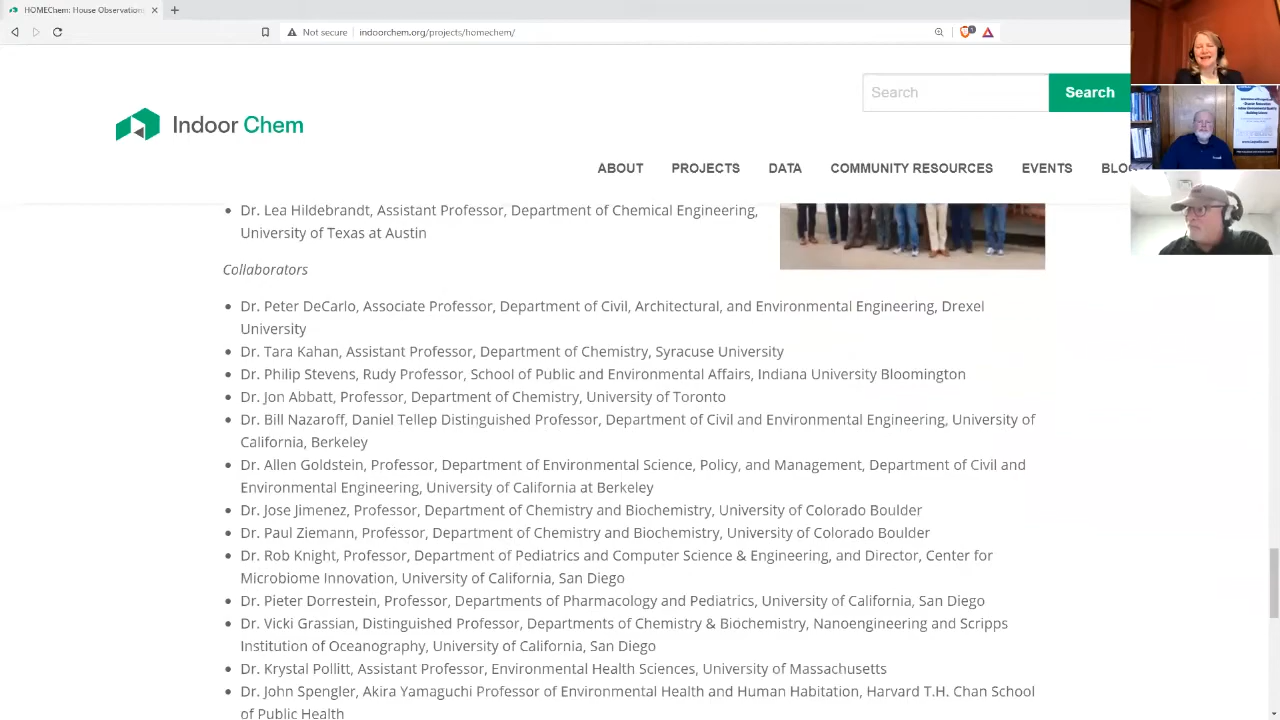 HOMEChem: House Observation
Not secure
indoorchem.org/projects/homechem/
Search
Search
Indoor Chem
ABOUT
PROJECTS
DATA
COMMUNITY RESOURCES
EVENTS
BLO
Dr. Lea Hildebrandt, Assistant Professor, Department of Chemical Engineering,
University of Texas at Austin
Collaborators
Dr. Peter DeCarlo, Associate Professor, Department of Civil, Architectural, and Environmental Engineering, Drexel
University
Dr. Tara Kahan, Assistant Professor, Department of Chemistry, Syracuse University
Dr. Philip Stevens, Rudy Professor, School of Public and Environmental Affairs, Indiana University Bloomington
Dr. Jon Abbatt, Professor, Department of Chemistry, University of Toronto
Dr. Bill Nazaroff, Daniel Tellep Distinguished Professor, Department of Civil and Environmental Engineering, University of
California, Berkeley
Dr. Allen Goldstein, Professor, Department of Environmental Science, Policy, and Management, Department of Civil and
Environmental Engineering, University of California at Berkeley
Dr. Jose Jimenez, Professor, Department of Chemistry and Biochemistry, University of Colorado Boulder
Dr. Paul Ziemann, Professor, Department of Chemistry and Biochemistry, University of Colorado Boulder
Dr. Rob Knight, Professor, Department of Pediatrics and Computer Science & Engineering, and Director, Center for
Microbiome Innovation, University of California, San Diego
Dr. Pieter Dorrestein, Professor, Departments of Pharmacology and Pediatrics, University of California, San Diego
Dr. Vicki Grassian, Distinguished Professor, Departments of Chemistry & Biochemistry, Nanoengineering and Scripps
Institution of Oceanography, University of California, San Diego
Dr. Krystal Pollitt, Assistant Professor, Environmental Health Sciences, University of Massachusetts
Dr. John Spengler, Akira Yamaguchi Professor of Environmental Health and Human Habitation, Harvard T.H. Chan School
of Public Health